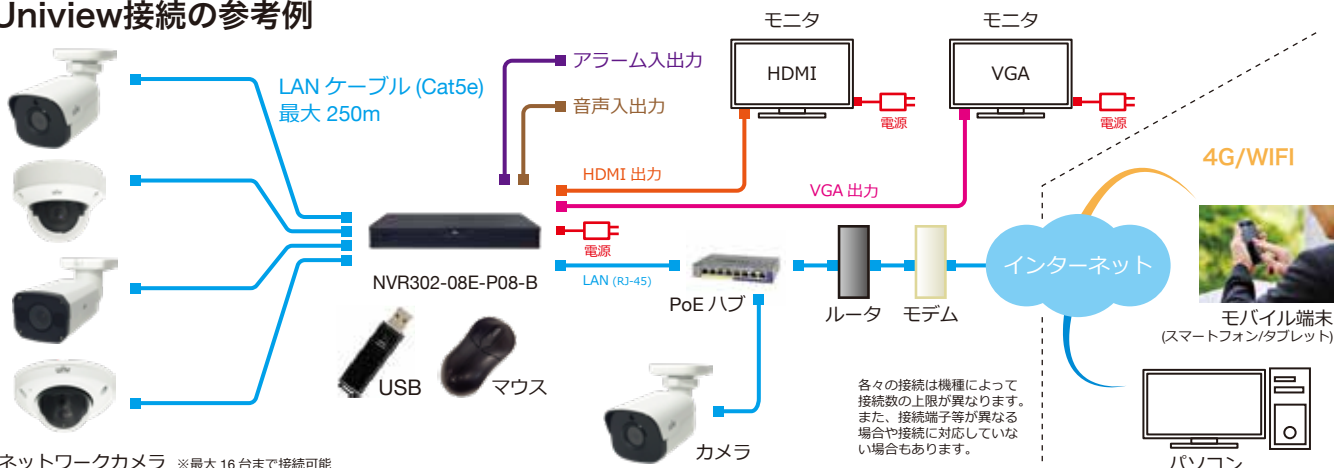 Uniview接続の参考例
モニタ
モニタ
HDMI
VGA
アラーム入出力
音声入出力
LAN ケーブル (Cat5e)
最大 250m
電源
電源
4G/WIFI
HDMI 出力
VGA 出力
電源
NVR302-08E-P08-B
LAN (RJ-45)
PoE ハブ
ルータ
モデム
インターネット
モバイル端末
(スマートフォン/タブレット)
USB
マウス
カメラ
各々の接続は機種によって
接続数の上限が異なります。
また、接続端子等が異なる
場合や接続に対応していな
い場合もあります。
ネットワークカメラ ※最大 16 台まで接続可能
パソコン